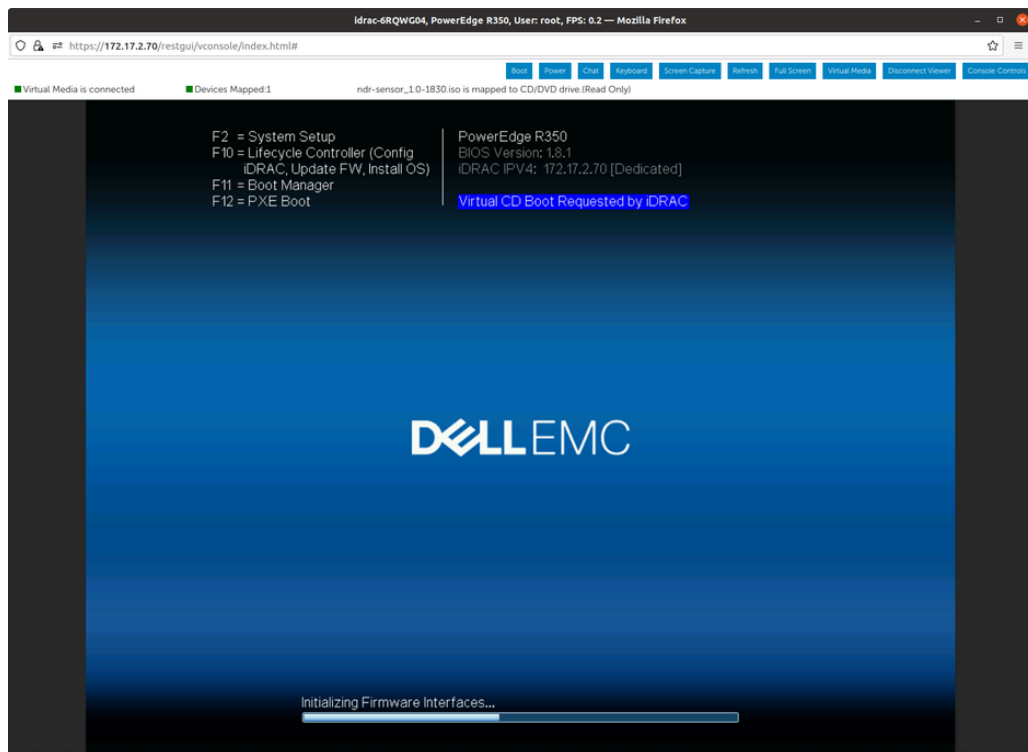 idrac-6RQWG04, PowerEdge R350, User: root, FPS: 0.2 — Mozilla Firefox
https://172.17.2.70/restgui/vconsole/index.html#
Boot Power Chat Keyboard Screen Capture Refresh Full Screen Virtual Media Disconnect Viewer Console Controls
Virtual Media is connected Devices Mapped:1 ndr-sensor_1.0-1830.iso is mapped to CD/DVD drive.(Read Only)
F2 = System Setup
F10 = Lifecycle Controller (Config
iDRAC, Update FW, Install OS)
F11 = Boot Manager
F12 = PXE Boot
PowerEdge R350
BIOS Version: 1.8.1
iDRAC IPV4: 172.17.2.70 [Dedicated]
Virtual CD Boot Requested by iDRAC
DELLEMC
Initializing Firmware Interfaces...